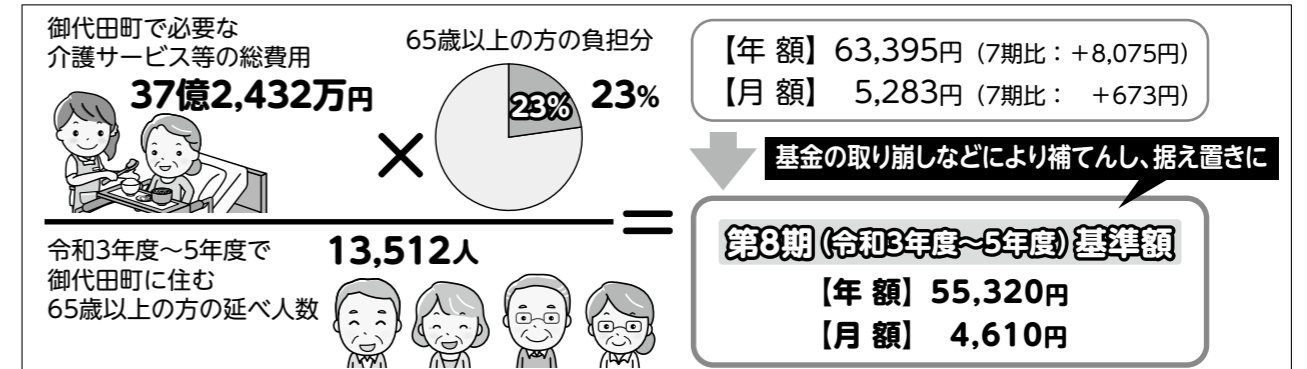 御代田町で必要な
介護サービス等の総費用
37億2,432万円
×
65歳以上の方の負担分
23%
23%
令和3年度～5年度で
御代田町に住む
65歳以上の方の延べ人数
13,512人
=
【年 額】63,395円（7期比：+8,075円）
【月 額】 5,283円（7期比： +673円）
基金の取り崩しなどにより補てんし、据え置きに
第8期（令和3年度～5年度）基準額
【年 額】55,320円
【月 額】 4,610円